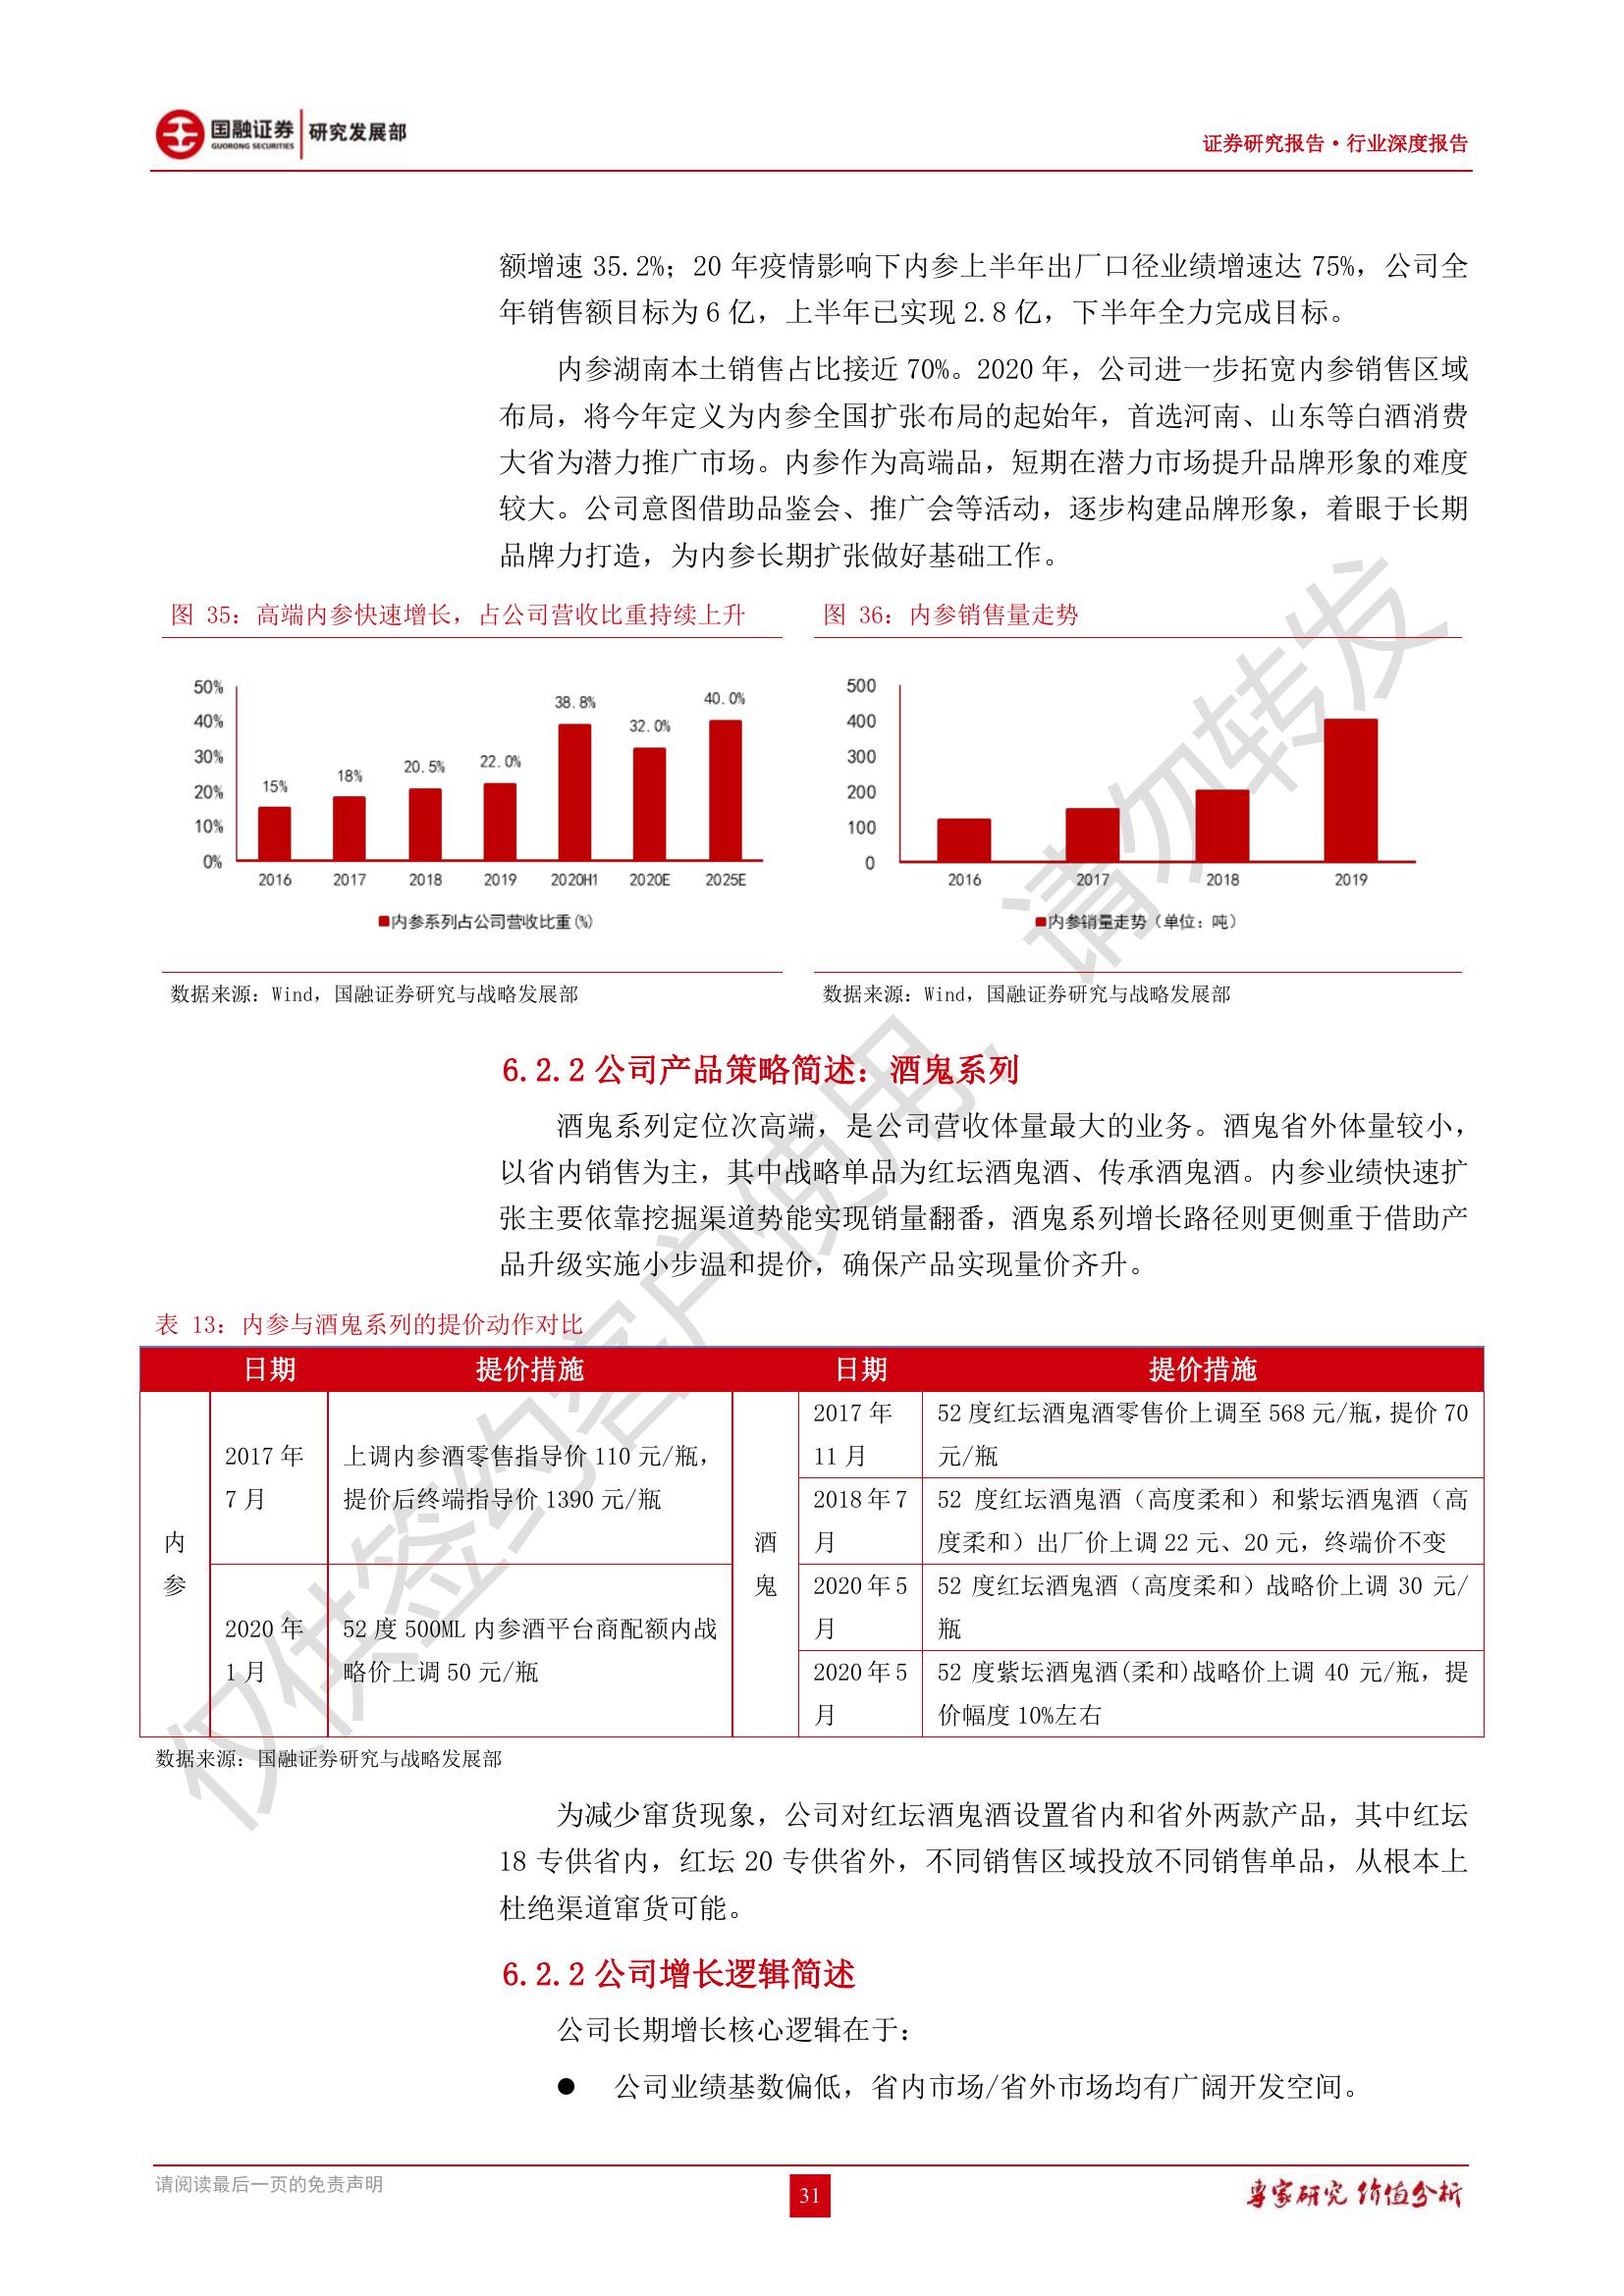 国融证券
GUORONG SECURITIES
研究发展部
证券研究报告·行业深度报告
额增速 35.2%；20 年疫情影响下内参上半年出厂口径业绩增速达 75%，公司全
年销售额目标为 6 亿，上半年已实现 2.8 亿，下半年全力完成目标。
内参湖南本土销售占比接近 70%。2020 年，公司进一步拓宽内参销售区域
布局，将今年定义为内参全国扩张布局的起始年，首选河南、山东等白酒消费
大省为潜力推广市场。内参作为高端品，短期在潜力市场提升品牌形象的难度
较大。公司意图借助品鉴会、推广会等活动，逐步构建品牌形象，着眼于长期
品牌力打造，为内参长期扩张做好基础工作。
图 35：高端内参快速增长，占公司营收比重持续上升
50%
40%
30%
20%
10%
0%
15%
18%
20.5%
22.0%
38.8%
32.0%
40.0%
2016 2017 2018 2019 2020H1 2020E 2025E
内参系列占公司营收比重(%)
数据来源：Wind，国融证券研究与战略发展部
图 36：内参销售量走势
500
400
300
200
100
0
2016 2017 2018 2019
内参销量走势（单位：吨）
数据来源：Wind，国融证券研究与战略发展部
6.2.2 公司产品策略简述：酒鬼系列
酒鬼系列定位次高端，是公司营收体量最大的业务。酒鬼省外体量较小，
以省内销售为主，其中战略单品为红坛酒鬼酒、传承酒鬼酒。内参业绩快速扩
张主要依靠挖掘渠道势能实现销量翻番，酒鬼系列增长路径则更侧重于借助产
品升级实施小步温和提价，确保产品实现量价齐升。
表 13：内参与酒鬼系列的提价动作对比
日期 提价措施 日期 提价措施
内
参
2017 年
7 月
上调内参酒零售指导价 110 元/瓶，
提价后终端指导价 1390 元/瓶
2020 年
1 月
52 度 500ML 内参酒平台商配额内战
略价上调 50 元/瓶
酒
鬼
2017 年
11 月
52 度红坛酒鬼酒零售价上调至 568 元/瓶，提价 70
元/瓶
2018 年 7
月
52 度红坛酒鬼酒（高度柔和）和紫坛酒鬼酒（高
度柔和）出厂价上调 22 元、20 元，终端价不变
2020 年 5
月
52 度红坛酒鬼酒（高度柔和）战略价上调 30 元/
瓶
2020 年 5
月
52 度紫坛酒鬼酒(柔和)战略价上调 40 元/瓶，提
价幅度 10%左右
数据来源：国融证券研究与战略发展部
为减少窜货现象，公司对红坛酒鬼酒设置省内和省外两款产品，其中红坛
18 专供省内，红坛 20 专供省外，不同销售区域投放不同销售单品，从根本上
杜绝渠道窜货可能。
6.2.2 公司增长逻辑简述
公司长期增长核心逻辑在于：
● 公司业绩基数偏低，省内市场/省外市场均有广阔开发空间。
请阅读最后一页的免责声明
31
专家研究 价值分析
仅供签约客户使用，请勿转发